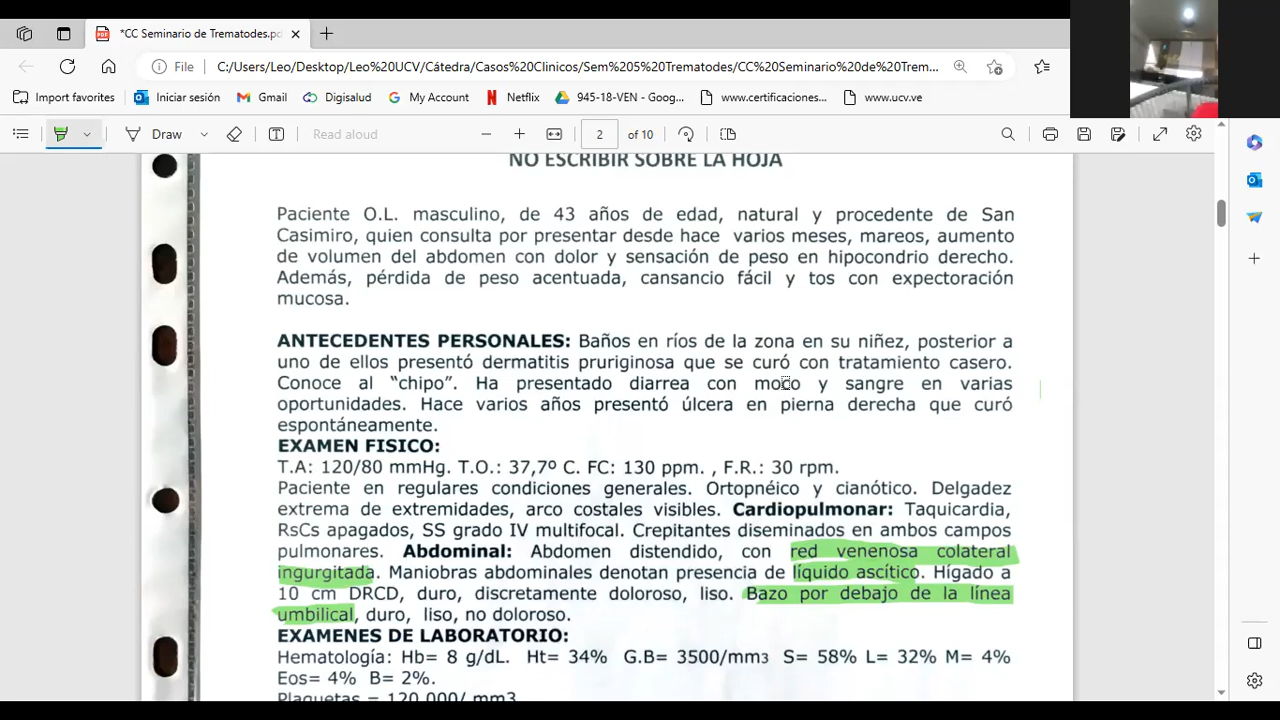 *CC Seminario de Trematodes.pd
File
C:/Users/Leo/Desktop/Leo%20UCV/Cátedra/Casos%20Clinicos/Sem%205%20Trematodes/CC%20Seminario%20de%20Trem...
Import favorites
Iniciar sesión
Gmail
Digisalud
My Account
Netflix
945-18-VEN - Goog...
www.certificaciones...
www.ucv.ve
Draw
Read aloud
2
of 10
NO ESCRIBIR SOBRE LA HOJA
Paciente O.L. masculino, de 43 años de edad, natural y procedente de San
Casimiro, quien consulta por presentar desde hace varios meses, mareos, aumento
de volumen del abdomen con dolor y sensación de peso en hipocondrio derecho.
Además, pérdida de peso acentuada, cansancio fácil y tos con expectoración
mucosa.
ANTECEDENTES PERSONALES: Baños en ríos de la zona en su niñez, posterior a
uno de ellos presentó dermatitis pruriginosa que se curó con tratamiento casero.
Conoce al "chipo". Ha presentado diarrea con moco y sangre en varias
oportunidades. Hace varios años presentó úlcera en pierna derecha que curó
espontáneamente.
EXAMEN FISICO:
T.A: 120/80 mmHg. T.O.: 37,7º C. FC: 130 ppm. , F.R.: 30 rpm.
Paciente en regulares condiciones generales. Ortopnéico y cianótico. Delgadez
extrema de extremidades, arco costales visibles. Cardiopulmonar: Taquicardia,
RsCs apagados, SS grado IV multifocal. Crepitantes diseminados en ambos campos
pulmonares. Abdominal: Abdomen distendido, con red venenosa colateral
ingurgitada. Maniobras abdominales denotan presencia de líquido ascítico. Hígado a
10 cm DRCD, duro, discretamente doloroso, liso. Bazo por debajo de la línea
umbilical, duro, liso, no doloroso.
EXAMENES DE LABORATORIO:
Hematología: Hb= 8 g/dL. Ht= 34% G.B= 3500/mm3 S= 58% L= 32% M= 4%
Eos= 4% B= 2%.
Plaquetas = 120.000/ mm3